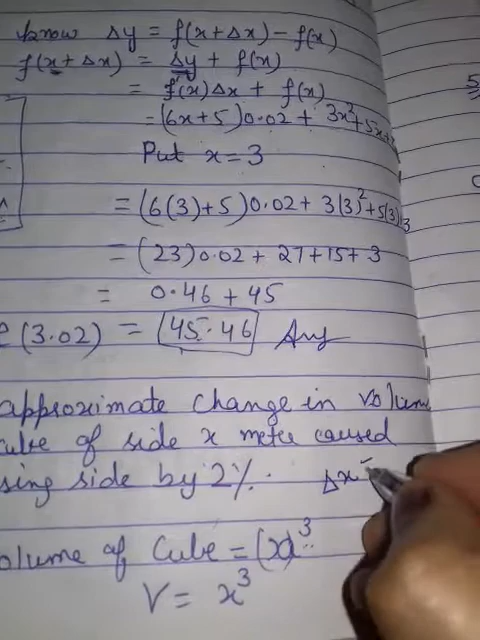 know Δy = f(x+Δx) - f(x)
f(x+Δx) = Δy + f(x)
= f'(x)Δx + f(x)
= (6x+5)0.02 + 3x²+5x+
Put x = 3
= (6(3)+5)0.02 + 3(3)²+5(3)+3
= (23)0.02 + 27+15+3
= 0.46 + 45
(3.02) = 45.46 Ans
approximate change in volume
cube of side x metre caused
sing side by 2%. Δx =
olume of Cube = (x)³
V = x³